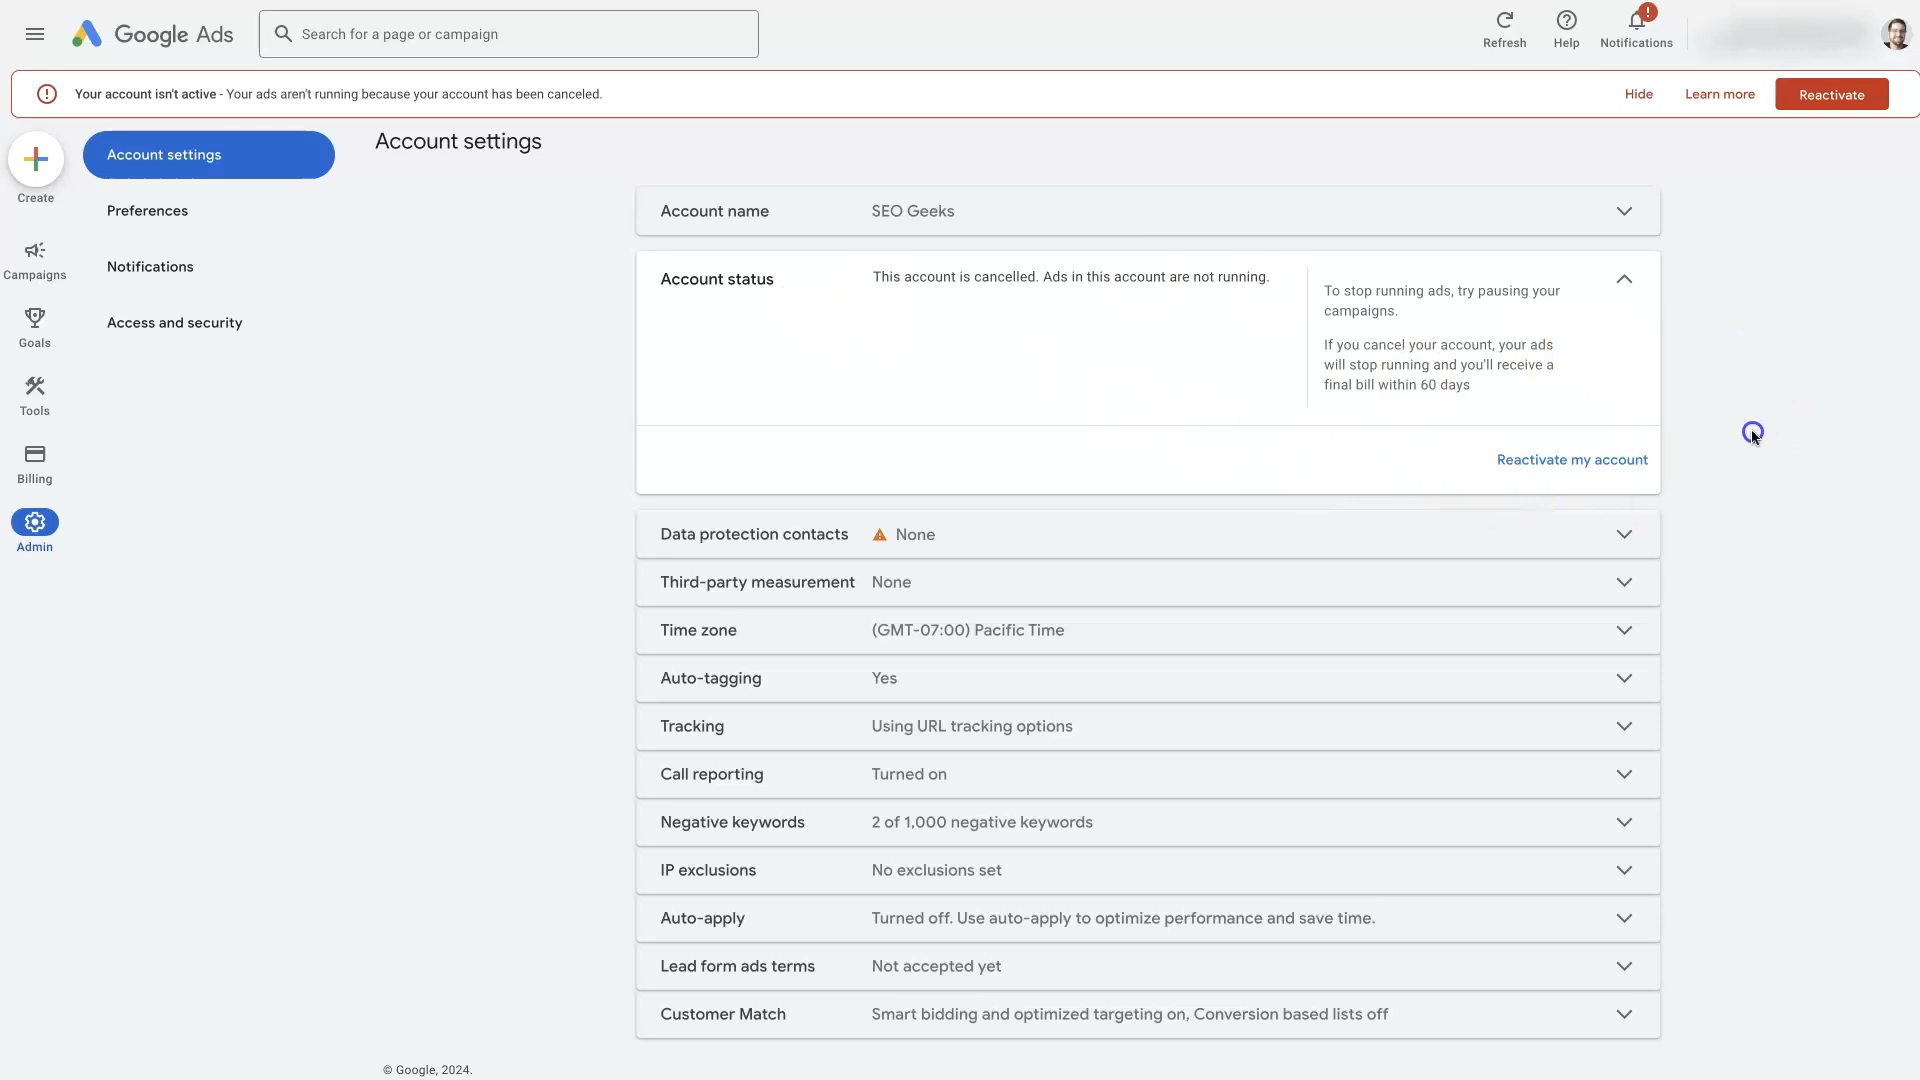 Google Ads
Search for a page or campaign
Refresh
Help
!
Notifications
Your account isn't active - Your ads aren't running because your account has been canceled.
Hide
Learn more
Reactivate
Create
Campaigns
Goals
Tools
Billing
Admin
Account settings
Preferences
Notifications
Access and security
Account settings
Account name SEO Geeks
Account status This account is cancelled. Ads in this account are not running.
To stop running ads, try pausing your
campaigns.
If you cancel your account, your ads
will stop running and you'll receive a
final bill within 60 days
Reactivate my account
Data protection contacts None
Third-party measurement None
Time zone (GMT-07:00) Pacific Time
Auto-tagging Yes
Tracking Using URL tracking options
Call reporting Turned on
Negative keywords 2 of 1,000 negative keywords
IP exclusions No exclusions set
Auto-apply Turned off. Use auto-apply to optimize performance and save time.
Lead form ads terms Not accepted yet
Customer Match Smart bidding and optimized targeting on, Conversion based lists off
© Google, 2024.